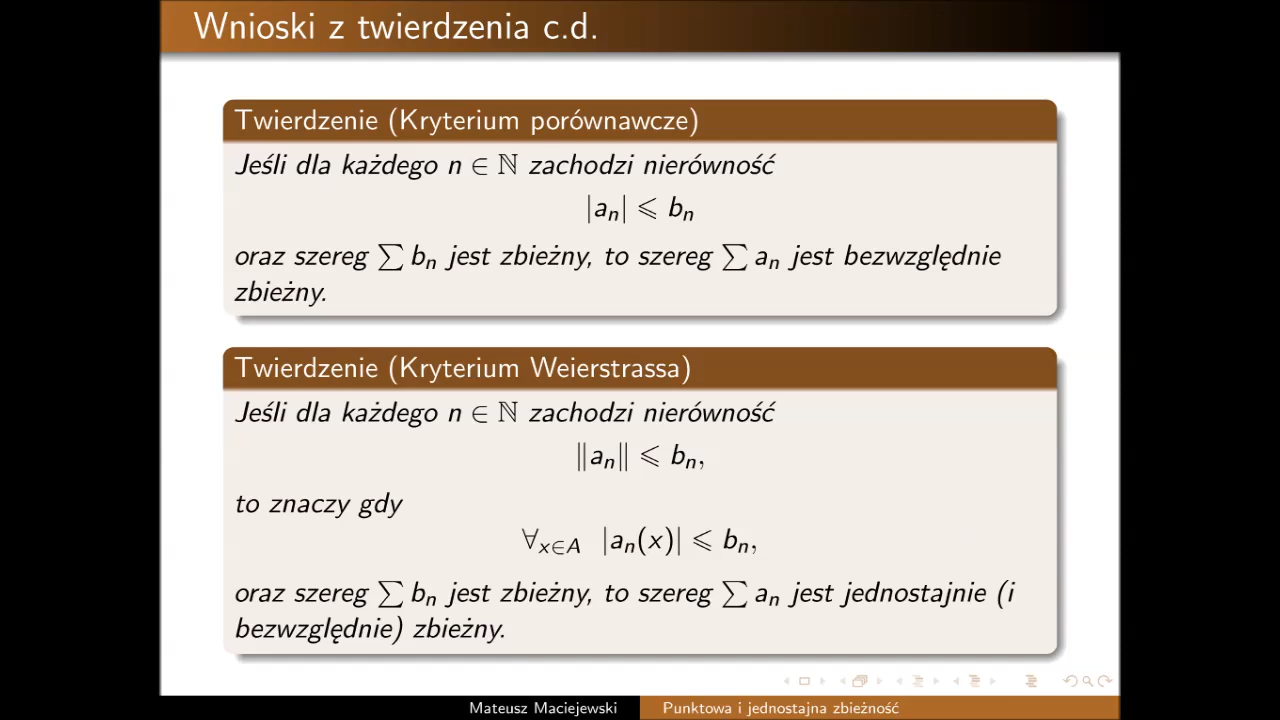 Wnioski z twierdzenia c.d.
Twierdzenie (Kryterium porównawcze)
Jeśli dla każdego n ∈ ℕ zachodzi nierówność
|aₙ| ⩽ bₙ
oraz szereg ∑ bₙ jest zbieżny, to szereg ∑ aₙ jest bezwzględnie
zbieżny.
Twierdzenie (Kryterium Weierstrassa)
Jeśli dla każdego n ∈ ℕ zachodzi nierówność
‖aₙ‖ ⩽ bₙ,
to znaczy gdy
∀x∈A |aₙ(x)| ⩽ bₙ,
oraz szereg ∑ bₙ jest zbieżny, to szereg ∑ aₙ jest jednostajnie (i
bezwzględnie) zbieżny.
Mateusz Maciejewski
Punktowa i jednostajna zbieżność